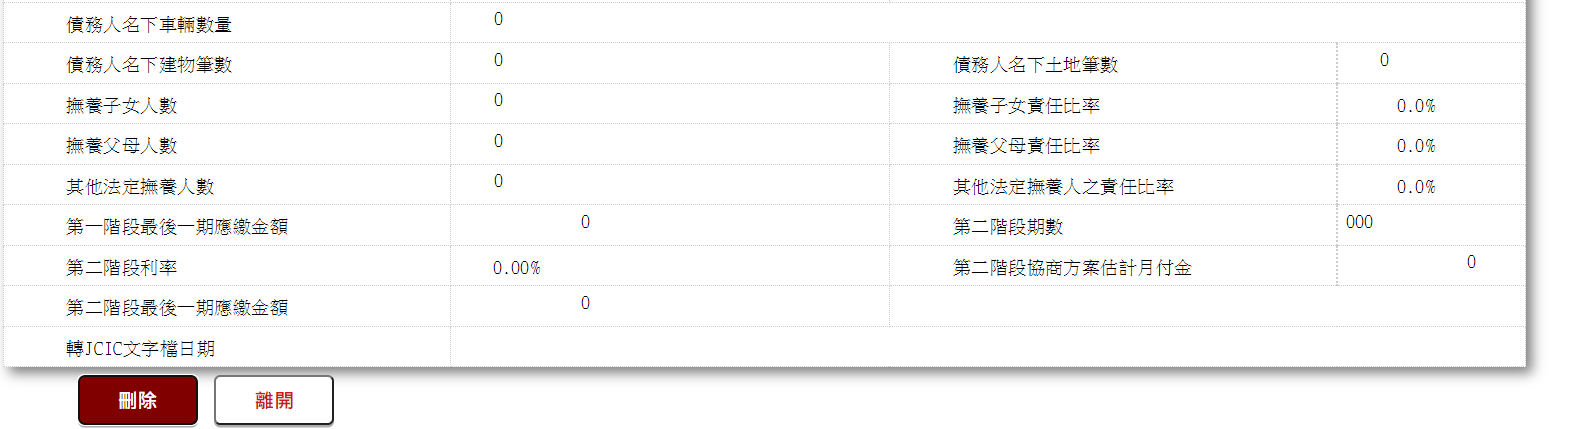 債務人名下車輛數量 0
債務人名下建物筆數 0 債務人名下土地筆數 0
撫養子女人數 0 撫養子女責任比率 0.0%
撫養父母人數 0 撫養父母責任比率 0.0%
其他法定撫養人數 0 其他法定撫養人之責任比率 0.0%
第一階段最後一期應繳金額 0 第二階段期數 000
第二階段利率 0.00% 第二階段協商方案估計月付金 0
第二階段最後一期應繳金額 0
轉JCIC文字檔日期
刪除 離開